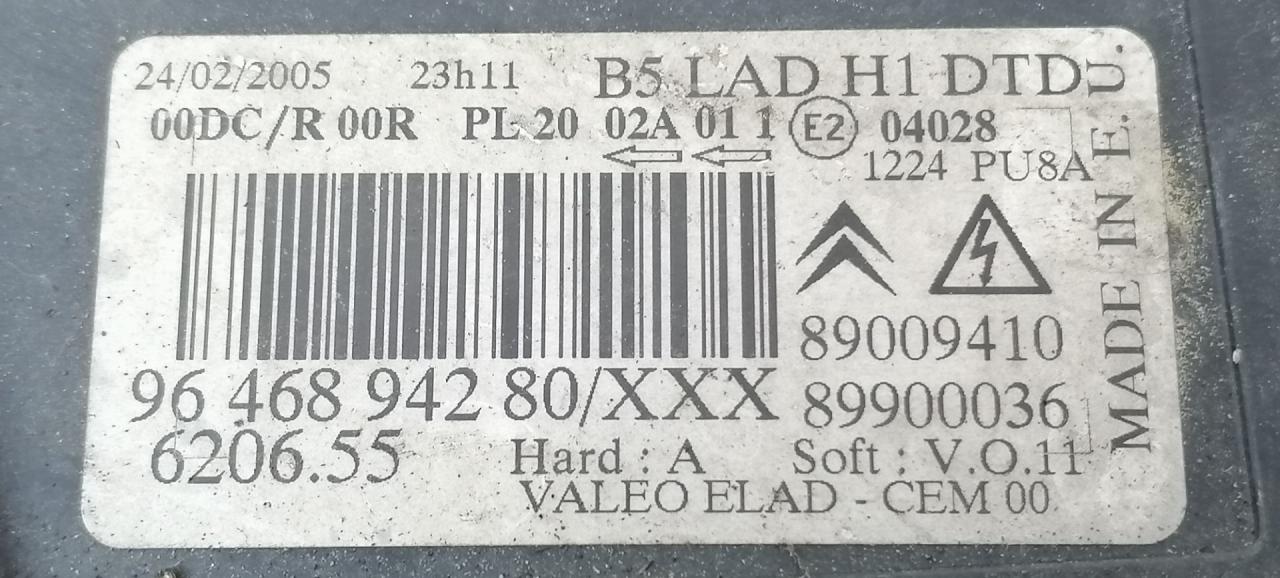 24/02/2005 23h11 B5 LAD H1 DTD
00DC/R 00R PL 20 02A 01 1 E2 04028
1224 PU8A
89009410
96 468 942 80/XXX 89900036
6206.55 Hard : A Soft : V.O.11
VALEO ELAD - CEM 00
MADE IN E.U.